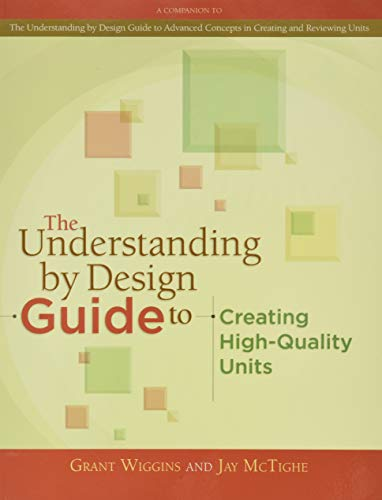 A COMPANION TO
The Understanding by Design Guide to Advanced Concepts in Creating and Reviewing Units
The
Understanding
by Design
Guide to
Creating
High-Quality
Units
GRANT WIGGINS AND JAY MCTIGHE